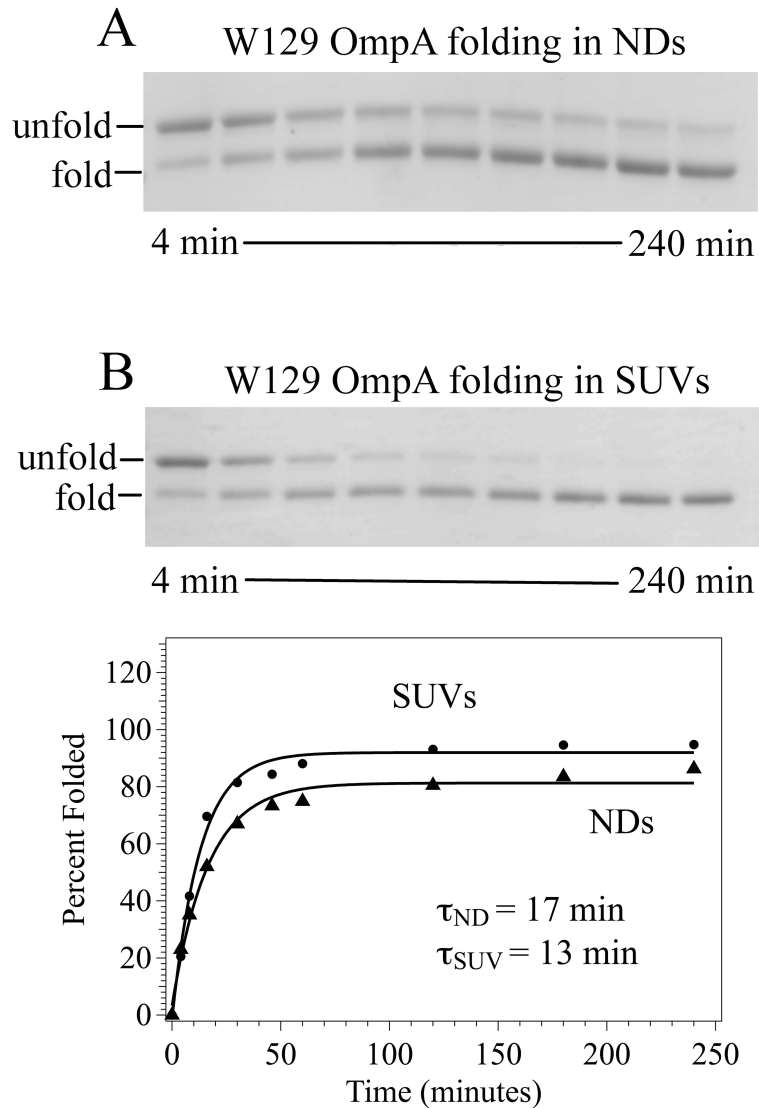 A
W129 OmpA folding in NDs
unfold
fold
4 min 240 min
B
W129 OmpA folding in SUVs
unfold
fold
4 min 240 min
120
100
80
60
40
20
0
Percent Folded
SUVs
NDs
τND = 17 min
τSUV = 13 min
0 50 100 150 200 250
Time (minutes)